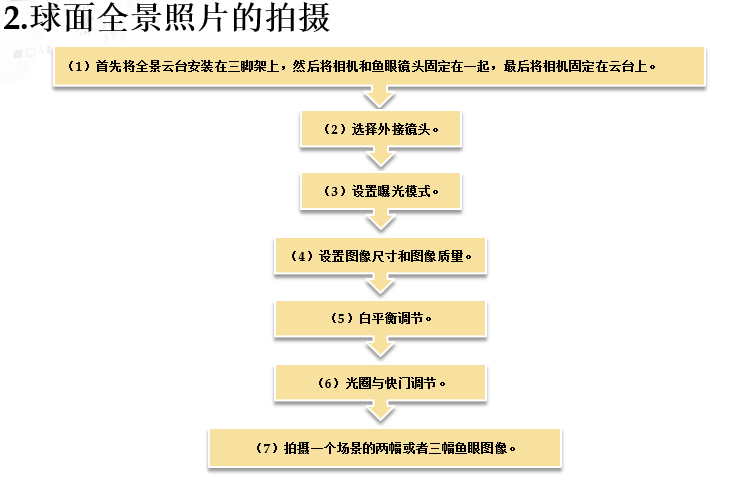 2.球面全景照片的拍摄
（1）首先将全景云台安装在三脚架上，然后将相机和鱼眼镜头固定在一起，最后将相机固定在云台上。
（2）选择外接镜头。
（3）设置曝光模式。
（4）设置图像尺寸和图像质量。
（5）白平衡调节。
（6）光圈与快门调节。
（7）拍摄一个场景的两幅或者三幅鱼眼图像。